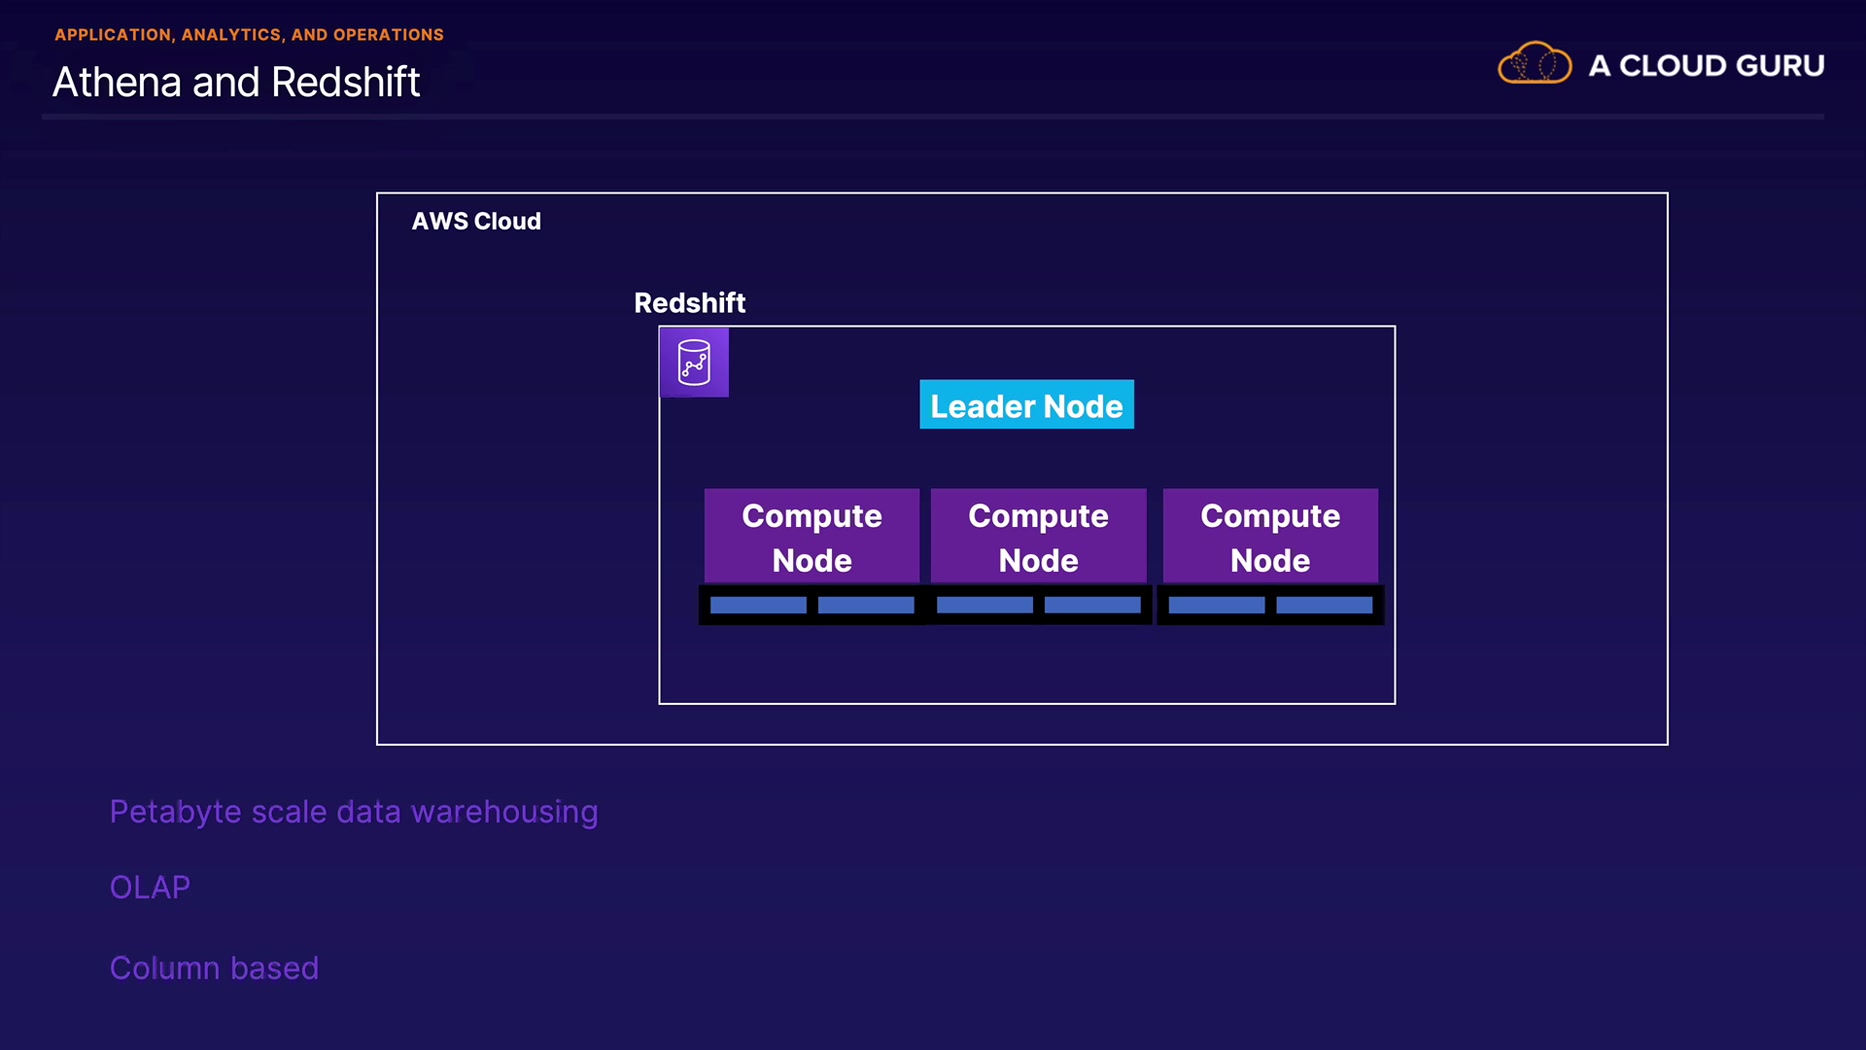 APPLICATION, ANALYTICS, AND OPERATIONS
Athena and Redshift
A CLOUD GURU
AWS Cloud
Redshift
Leader Node
Compute
Node
Compute
Node
Compute
Node
Petabyte scale data warehousing
OLAP
Column based